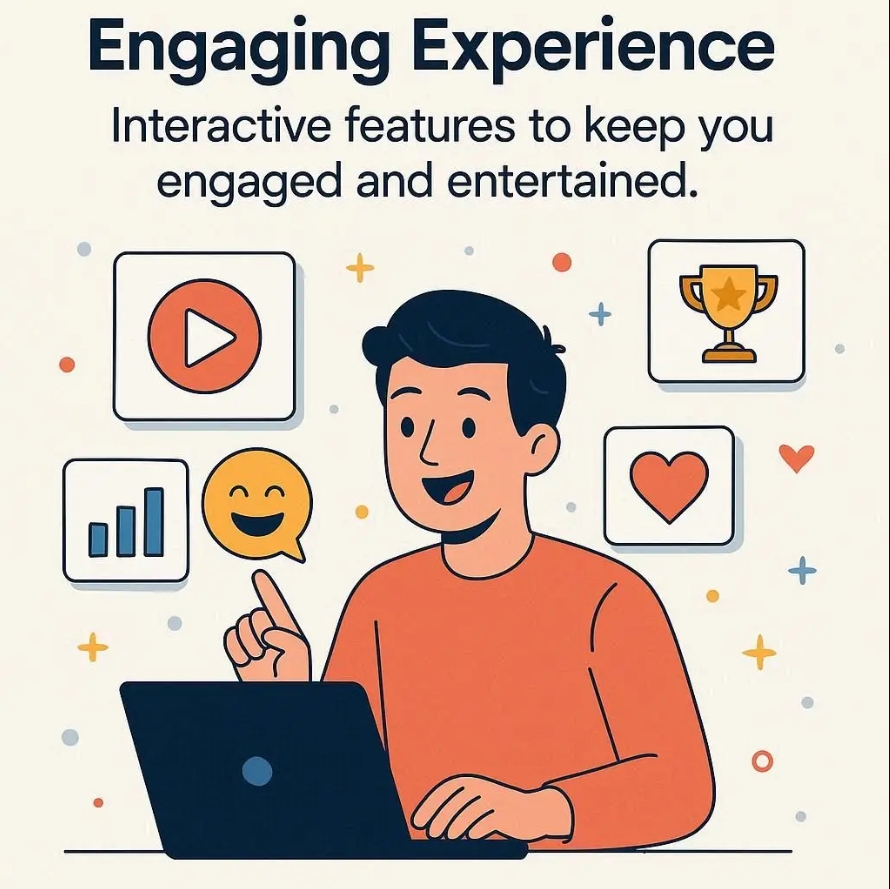 Engaging Experience
Interactive features to keep you
engaged and entertained.